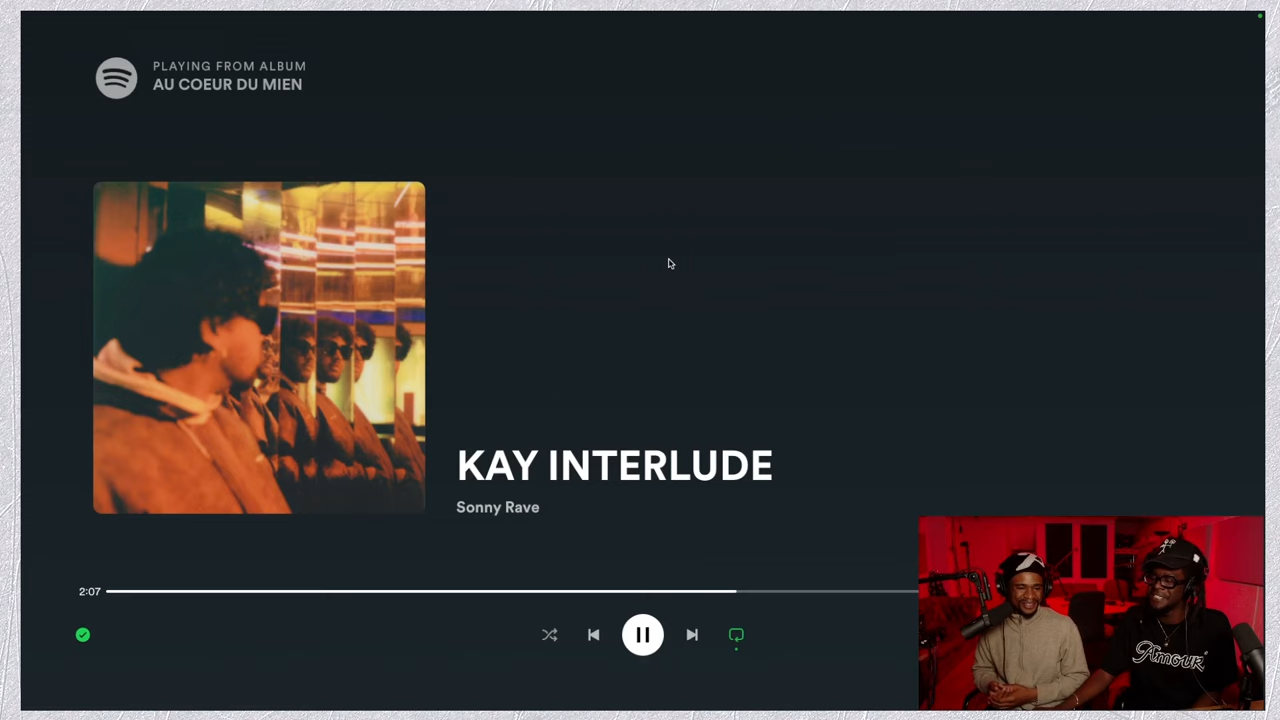 PLAYING FROM ALBUM
AU COEUR DU MIEN
KAY INTERLUDE
Sonny Rave
2:07
Amour